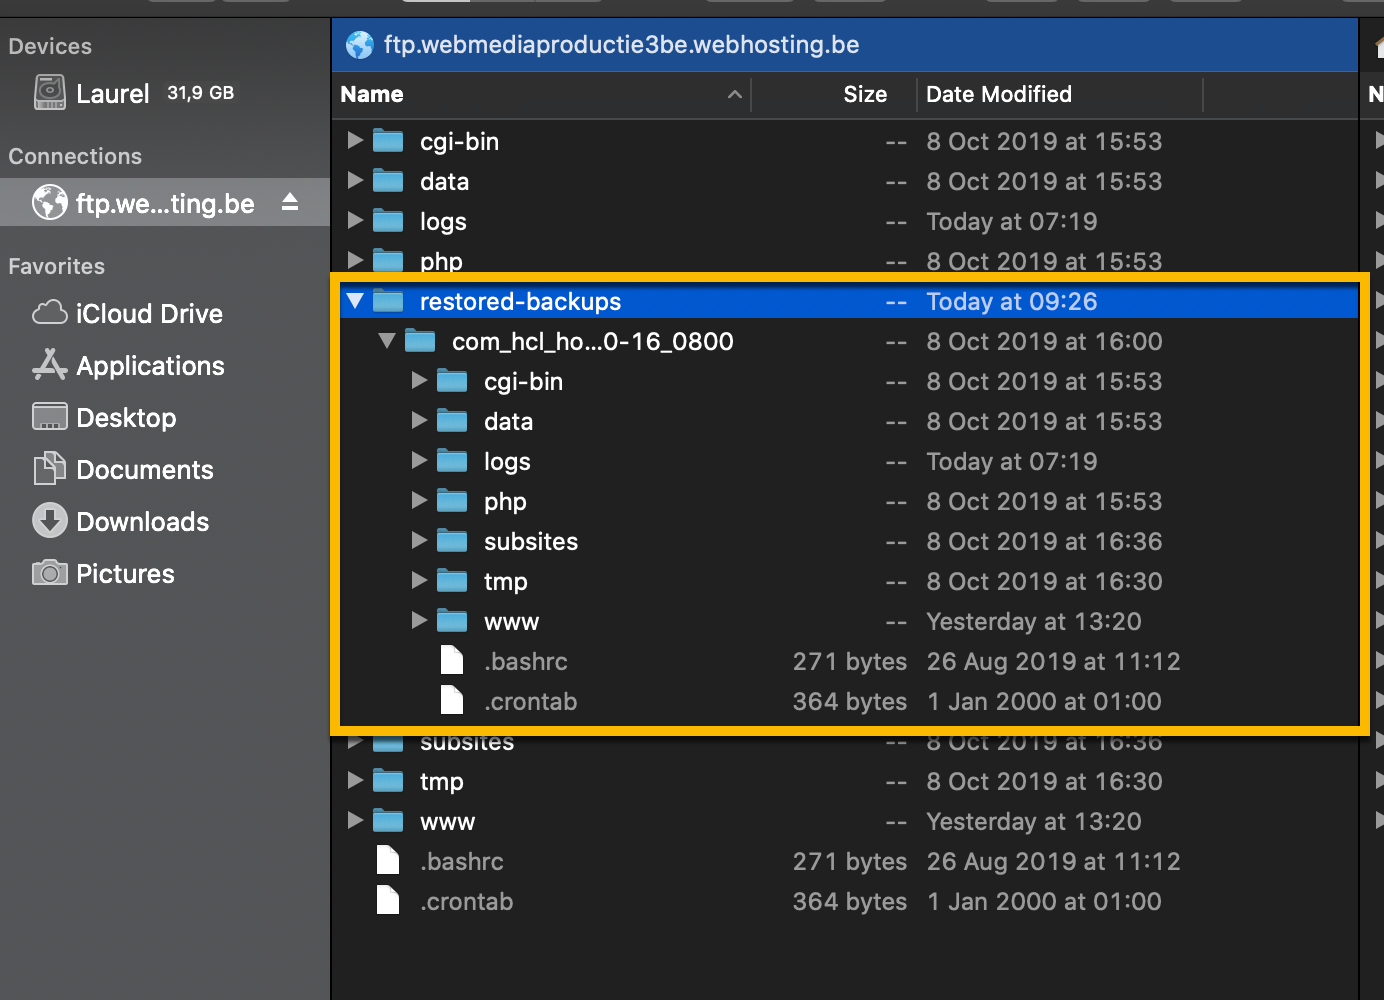 Devices
Laurel 31,9 GB
Connections
ftp.we...ting.be
Favorites
iCloud Drive
Applications
Desktop
Documents
Downloads
Pictures
ftp.webmediaproductie3be.webhosting.be
Name Size Date Modified
cgi-bin -- 8 Oct 2019 at 15:53
data -- 8 Oct 2019 at 15:53
logs -- Today at 07:19
php -- 8 Oct 2019 at 15:53
restored-backups -- Today at 09:26
com_hcl_ho...0-16_0800 -- 8 Oct 2019 at 16:00
cgi-bin -- 8 Oct 2019 at 15:53
data -- 8 Oct 2019 at 15:53
logs -- Today at 07:19
php -- 8 Oct 2019 at 15:53
subsites -- 8 Oct 2019 at 16:36
tmp -- 8 Oct 2019 at 16:30
www -- Yesterday at 13:20
.bashrc 271 bytes 26 Aug 2019 at 11:12
.crontab 364 bytes 1 Jan 2000 at 01:00
subsites -- 8 Oct 2019 at 16:36
tmp -- 8 Oct 2019 at 16:30
www -- Yesterday at 13:20
.bashrc 271 bytes 26 Aug 2019 at 11:12
.crontab 364 bytes 1 Jan 2000 at 01:00
N